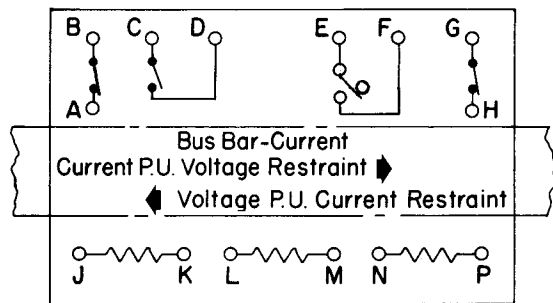 B C D E F G
A H
Bus Bar-Current
Current P.U. Voltage Restraint
Voltage P.U. Current Restraint
J K L M N P